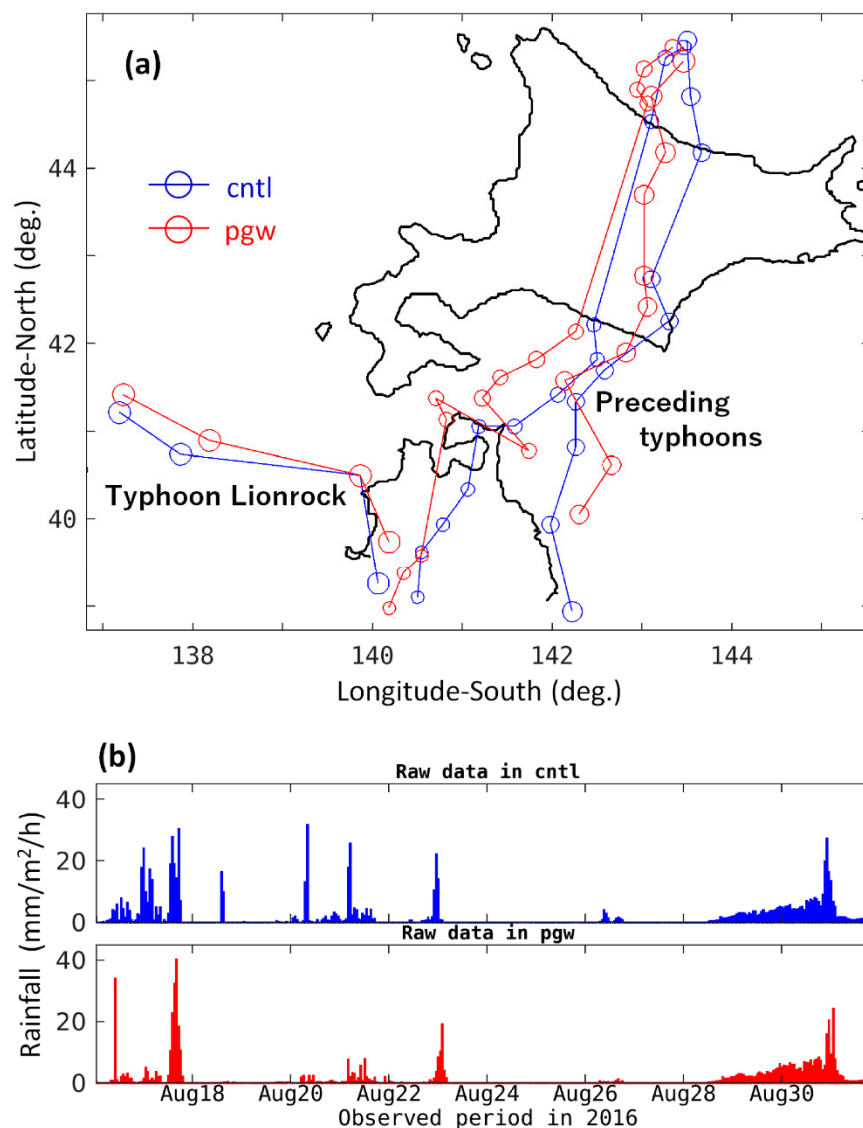 (a)
cntl
pgw
44
42
40
Latitude-North (deg.)
Preceding
typhoons
Typhoon Lionrock
138
140
142
144
Longitude-South (deg.)
(b)
Raw data in cntl
40
20
0
Raw data in pgw
40
20
0
Rainfall (mm/m²/h)
Aug18
Aug20
Aug22
Aug24
Aug26
Aug28
Aug30
Observed period in 2016